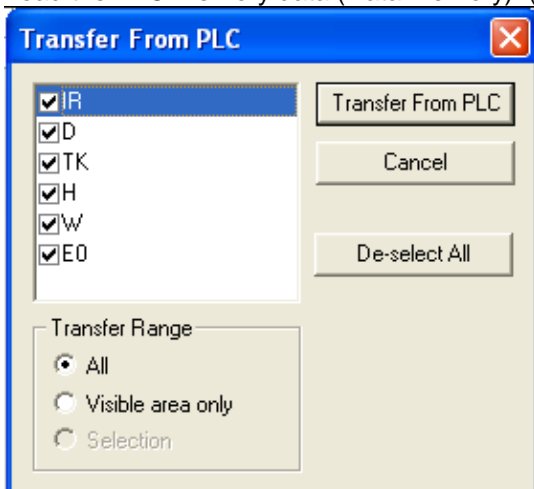 Transfer From PLC
IR
D
TK
H
W
E0
Transfer From PLC
Cancel
De-select All
Transfer Range
All
Visible area only
Selection